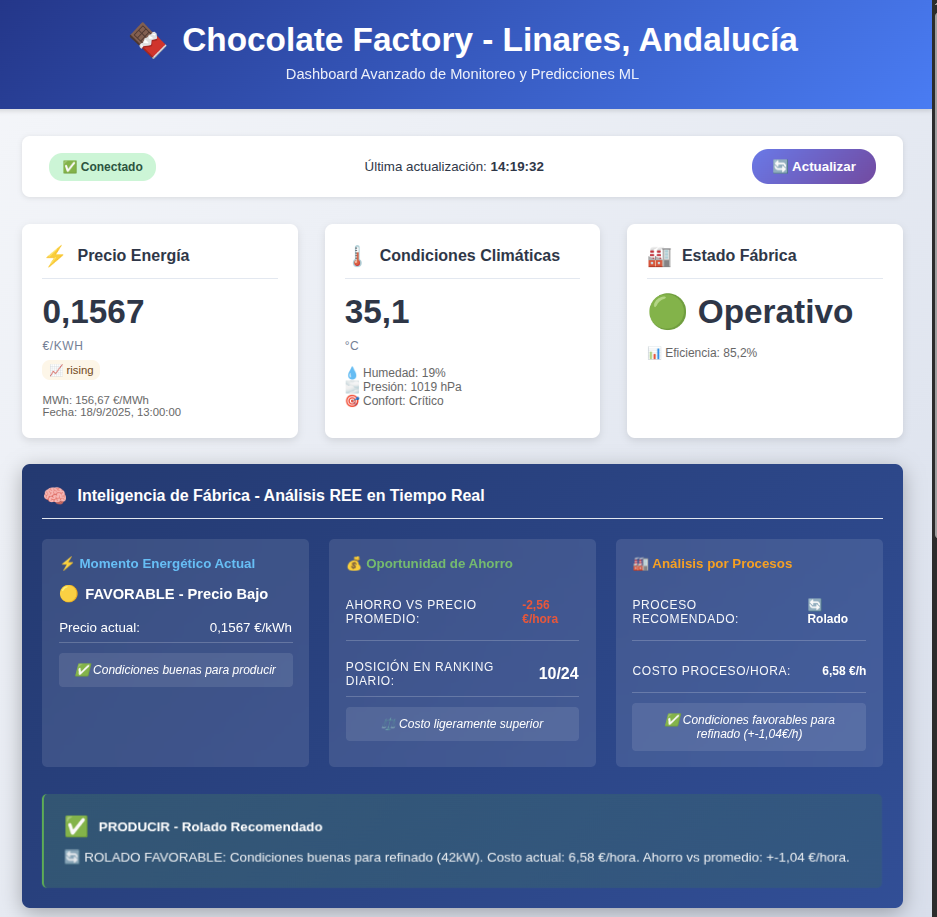 Chocolate Factory - Linares, Andalucía
Dashboard Avanzado de Monitoreo y Predicciones ML
✅ Conectado
Última actualización: 14:19:32
🔄 Actualizar
⚡ Precio Energía
0,1567
€/KWH
📈 rising
MWh: 156,67 €/MWh
Fecha: 18/9/2025, 13:00:00
🌡️ Condiciones Climáticas
35,1
°C
💧 Humedad: 19%
🌫️ Presión: 1019 hPa
🎯 Confort: Crítico
🏭 Estado Fábrica
🟢 Operativo
📊 Eficiencia: 85,2%
🧠 Inteligencia de Fábrica - Análisis REE en Tiempo Real
⚡ Momento Energético Actual
🟡 FAVORABLE - Precio Bajo
Precio actual: 0,1567 €/kWh
✅ Condiciones buenas para producir
💰 Oportunidad de Ahorro
AHORRO VS PRECIO PROMEDIO:
-2,56 €/hora
POSICIÓN EN RANKING DIARIO:
10/24
⚖️ Costo ligeramente superior
🏭 Análisis por Procesos
PROCESO RECOMENDADO:
🔄 Rolado
COSTO PROCESO/HORA: 6,58 €/h
✅ Condiciones favorables para
refinado (+-1,04€/h)
✅ PRODUCIR - Rolado Recomendado
🔄 ROLADO FAVORABLE: Condiciones buenas para refinado (42kW). Costo actual: 6,58 €/hora. Ahorro vs promedio: +-1,04 €/hora.